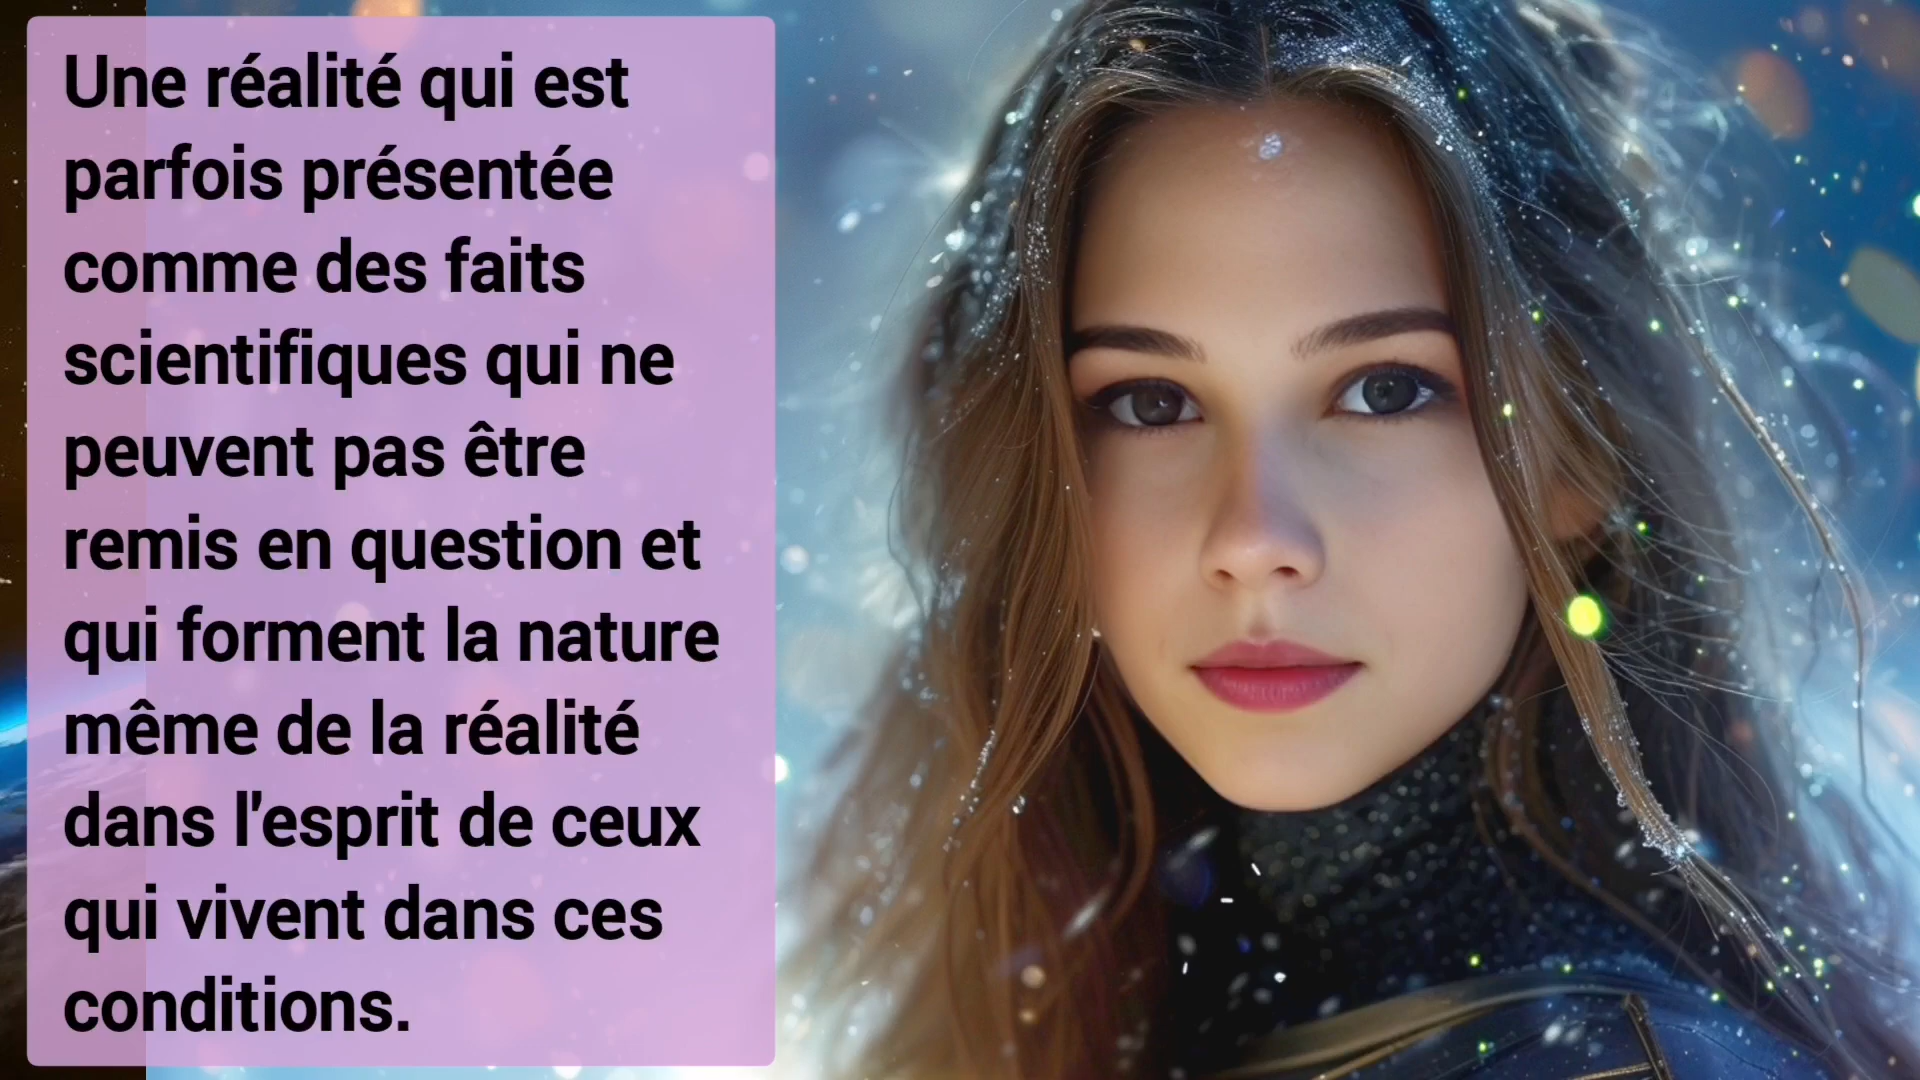 Une réalité qui est
parfois présentée
comme des faits
scientifiques qui ne
peuvent pas être
remis en question et
qui forment la nature
même de la réalité
dans l'esprit de ceux
qui vivent dans ces
conditions.